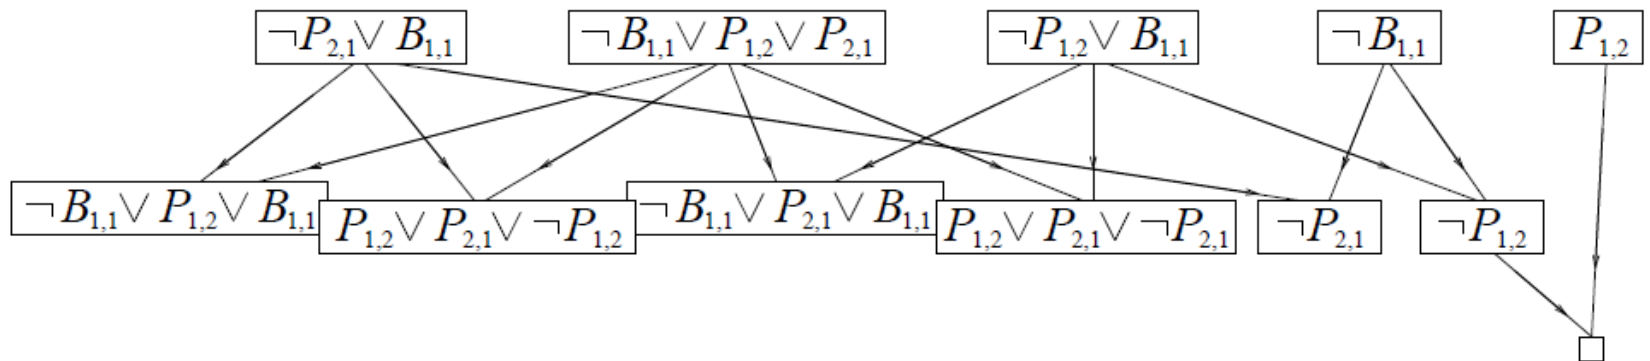 ¬P₂,₁ ∨ B₁,₁ ¬B₁,₁ ∨ P₁,₂ ∨ P₂,₁ ¬P₁,₂ ∨ B₁,₁ ¬B₁,₁ P₁,₂
¬B₁,₁ ∨ P₁,₂ ∨ B₁,₁ P₁,₂ ∨ P₂,₁ ∨ ¬P₁,₂ ¬B₁,₁ ∨ P₂,₁ ∨ B₁,₁ P₁,₂ ∨ P₂,₁ ∨ ¬P₂,₁ ¬P₂,₁ ¬P₁,₂